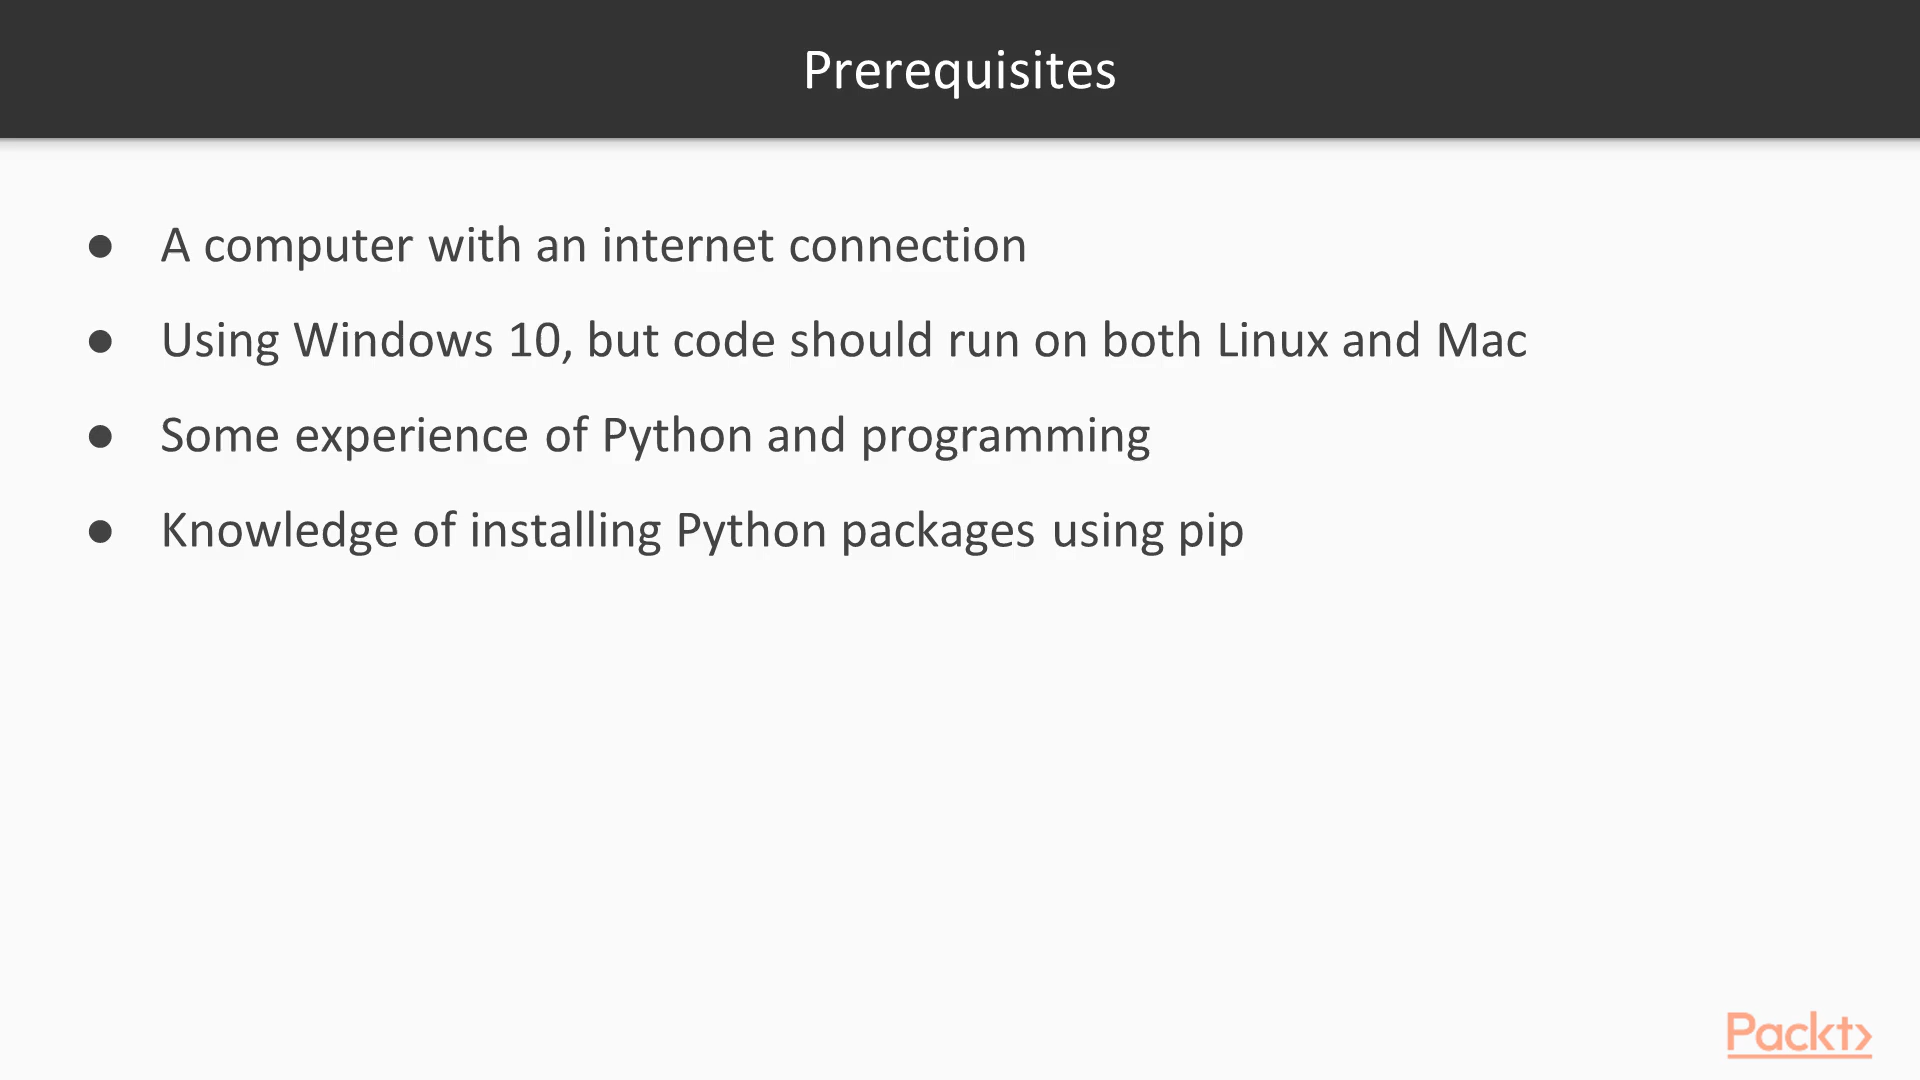 Prerequisites
● A computer with an internet connection
● Using Windows 10, but code should run on both Linux and Mac
● Some experience of Python and programming
● Knowledge of installing Python packages using pip
Packt>